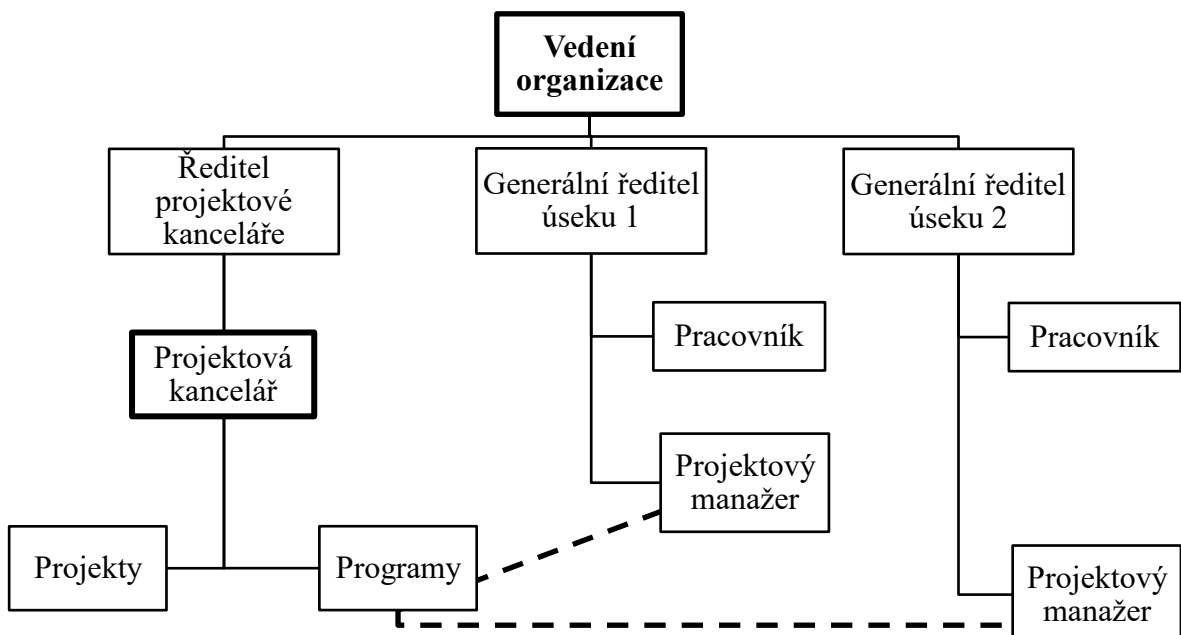 Vedení
organizace
Ředitel
projektové
kanceláře
Generální ředitel
úseku 1
Generální ředitel
úseku 2
Projektová
kancelář
Pracovník
Pracovník
Projektový
manažer
Projekty
Programy
Projektový
manažer